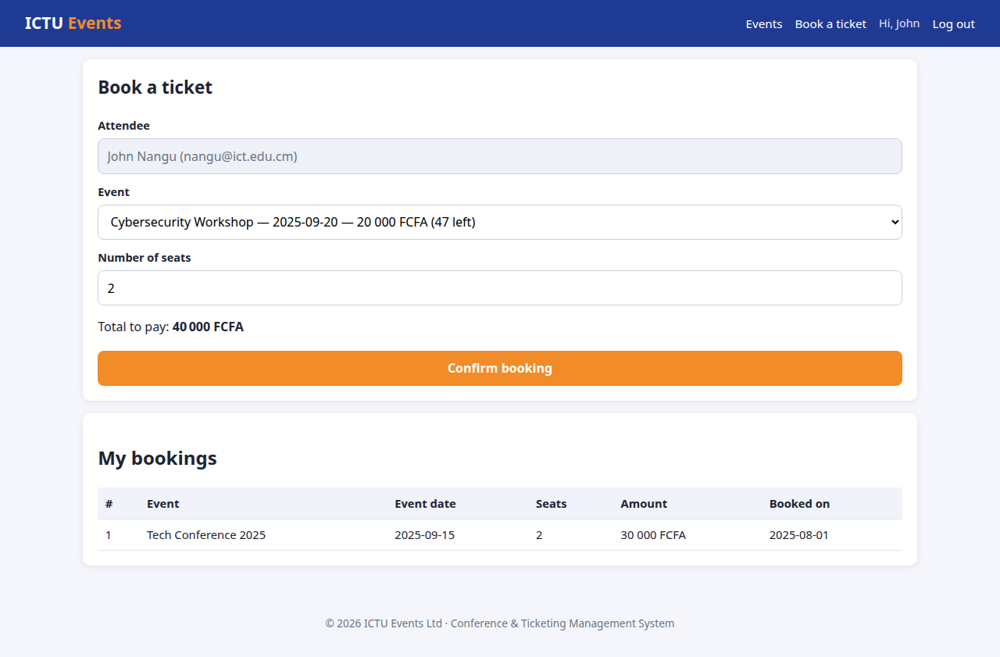 ICTU Events
Events Book a ticket Hi, John Log out
Book a ticket
Attendee
John Nangu (nangu@ict.edu.cm)
Event
Cybersecurity Workshop — 2025-09-20 — 20 000 FCFA (47 left)
Number of seats
2
Total to pay: 40 000 FCFA
Confirm booking
My bookings
# Event Event date Seats Amount Booked on
1 Tech Conference 2025 2025-09-15 2 30 000 FCFA 2025-08-01
© 2026 ICTU Events Ltd · Conference & Ticketing Management System